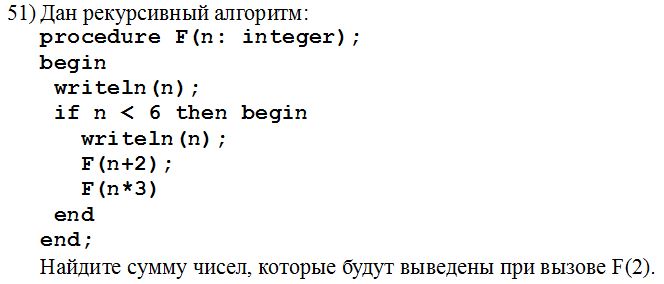 51) Дан рекурсивный алгоритм:
procedure F(n: integer);
begin
writeln(n);
if n < 6 then begin
writeln(n);
F(n+2);
F(n*3)
end
end;
Найдите сумму чисел, которые будут выведены при вызове F(2).